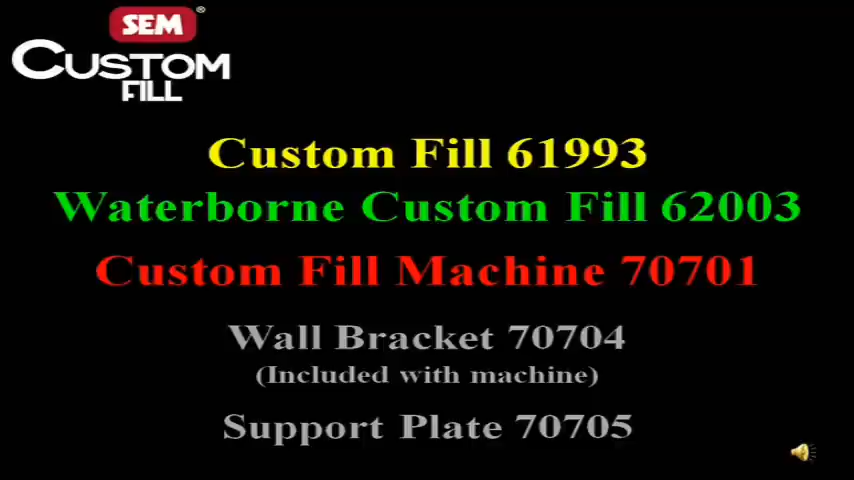 SEM®
CUSTOM
FILL
Custom Fill 61993
Waterborne Custom Fill 62003
Custom Fill Machine 70701
Wall Bracket 70704
(Included with machine)
Support Plate 70705